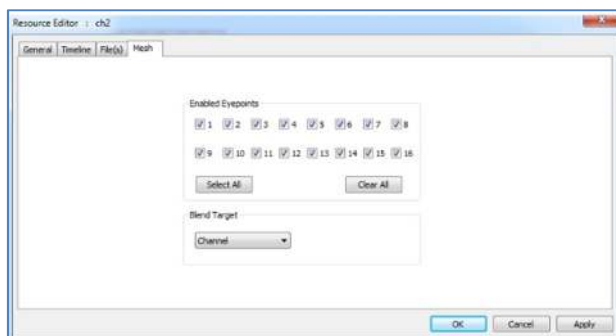 Resource Editor : ch2
General Timeline File(s) Mesh
Enabled Eyepoints
1 2 3 4 5 6 7 8
9 10 11 12 13 14 15 16
Select All Clear All
Blend Target
Channel
OK Cancel Apply